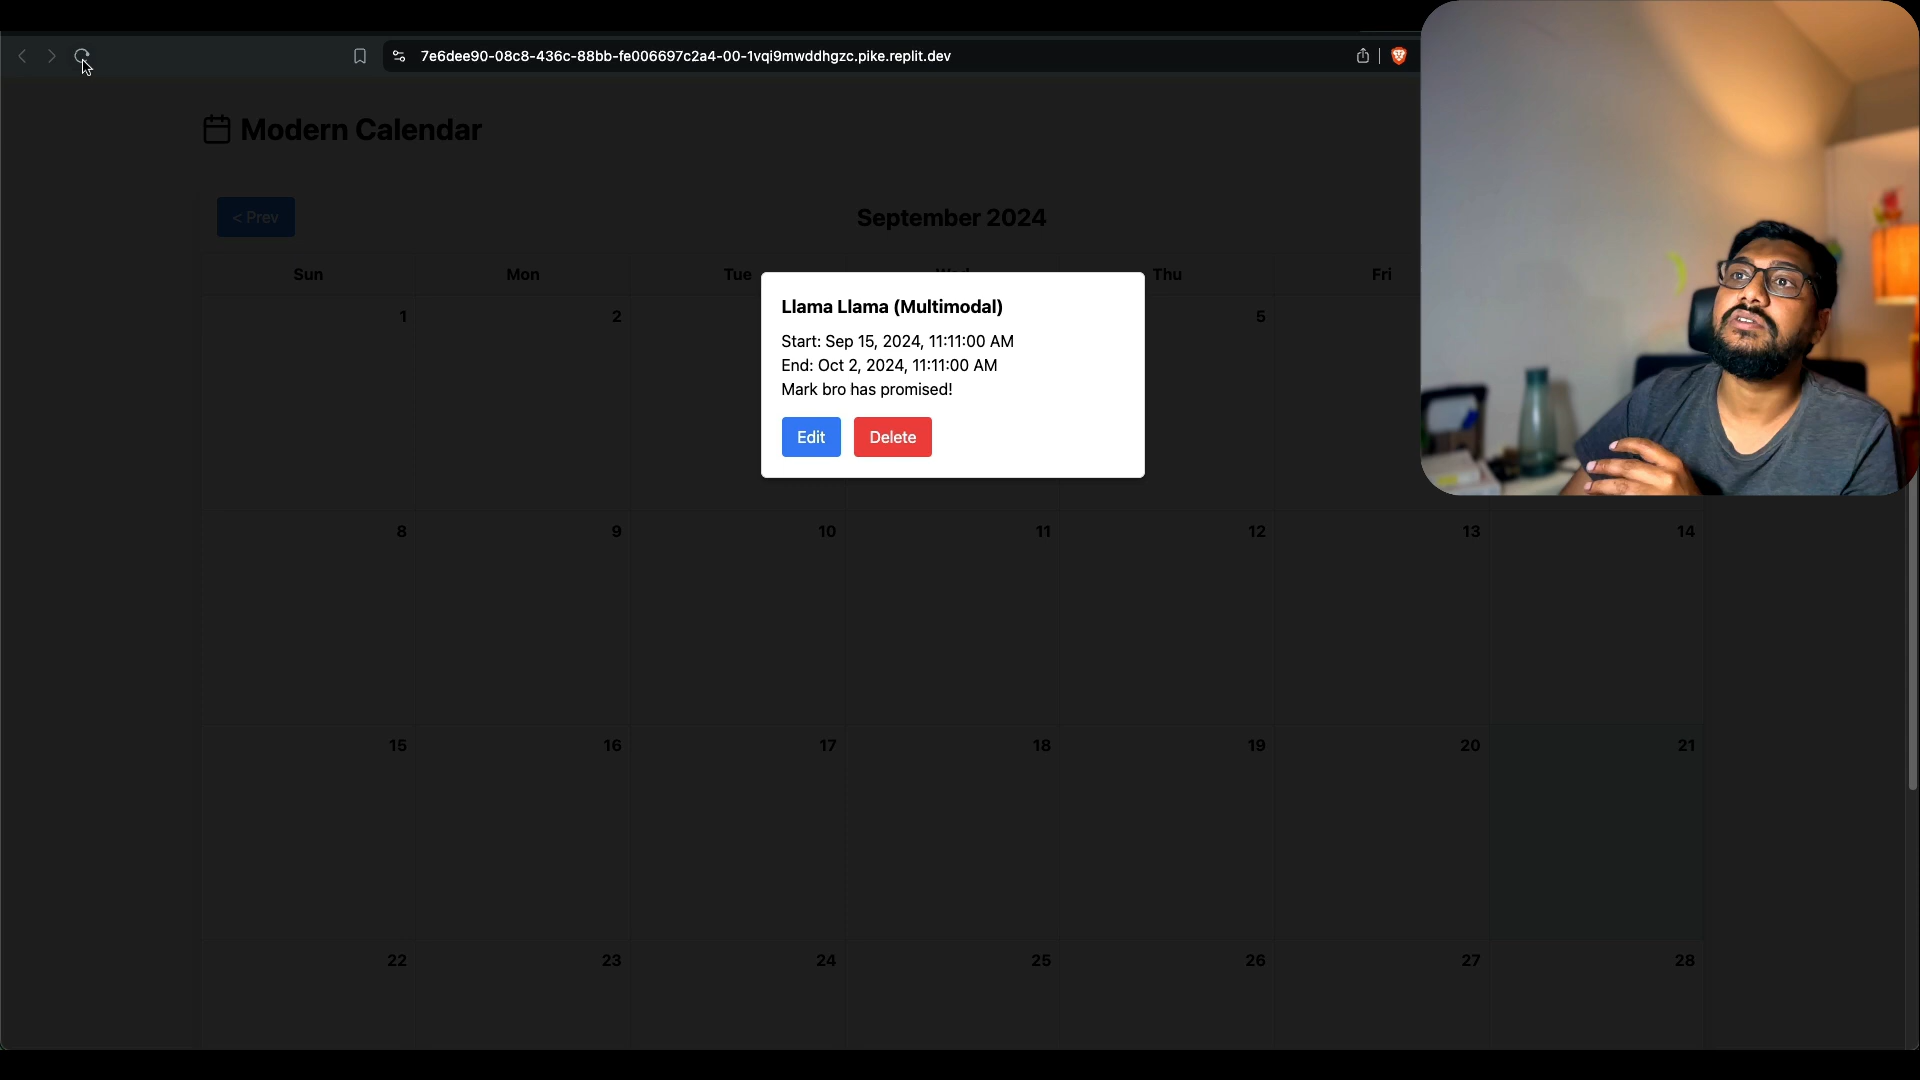 7e6dee90-08c8-436c-88bb-fe006697c2a4-00-1vqi9mwddhgzc.pike.replit.dev
Modern Calendar
< Prev
September 2024
Sun Mon Tue Wed Thu Fri
Llama Llama (Multimodal)
Start: Sep 15, 2024, 11:11:00 AM
End: Oct 2, 2024, 11:11:00 AM
Mark bro has promised!
Edit Delete
1 2 5
8 9 10 11 12 13 14
15 16 17 18 19 20 21
22 23 24 25 26 27 28